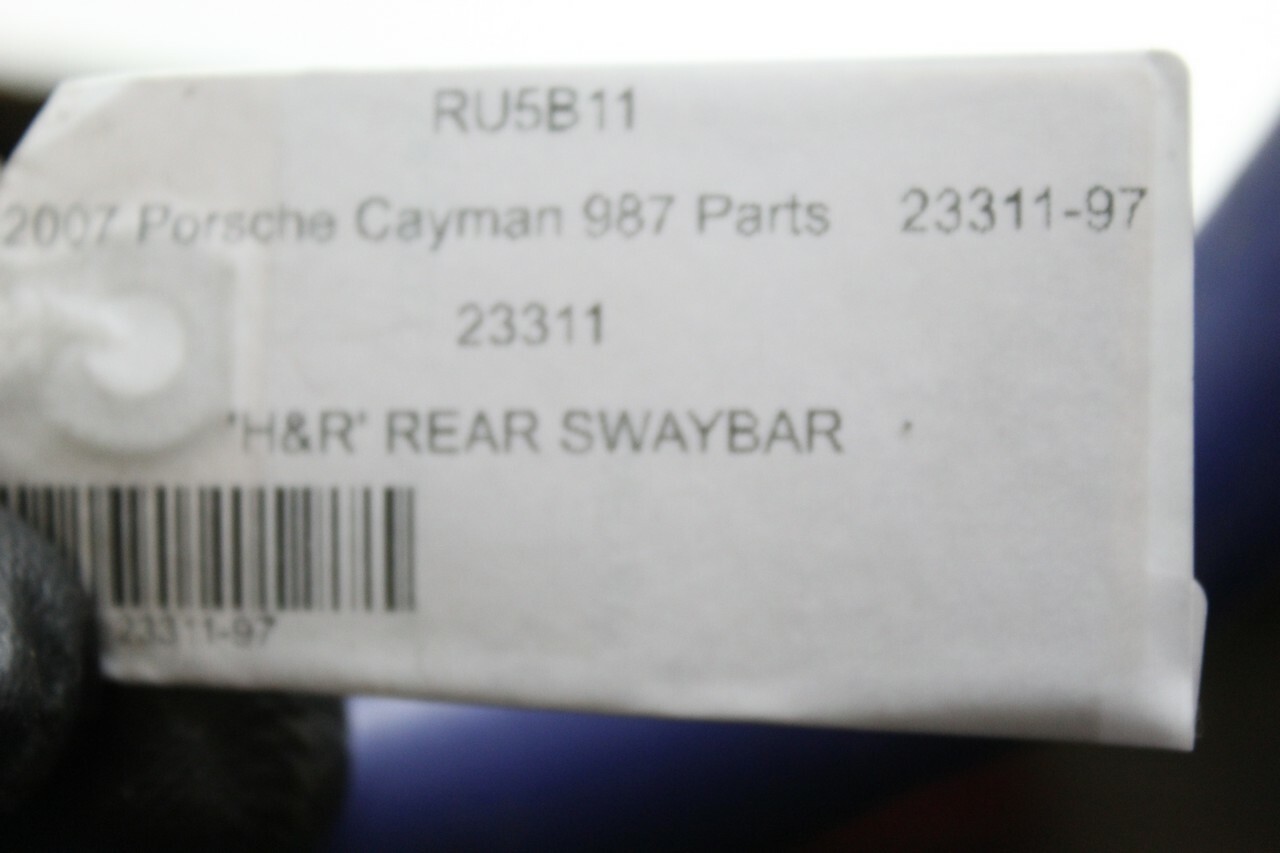 RU5B11
2007 Porsche Cayman 987 Parts 23311-97
23311
'H&R' REAR SWAYBAR
23311-97